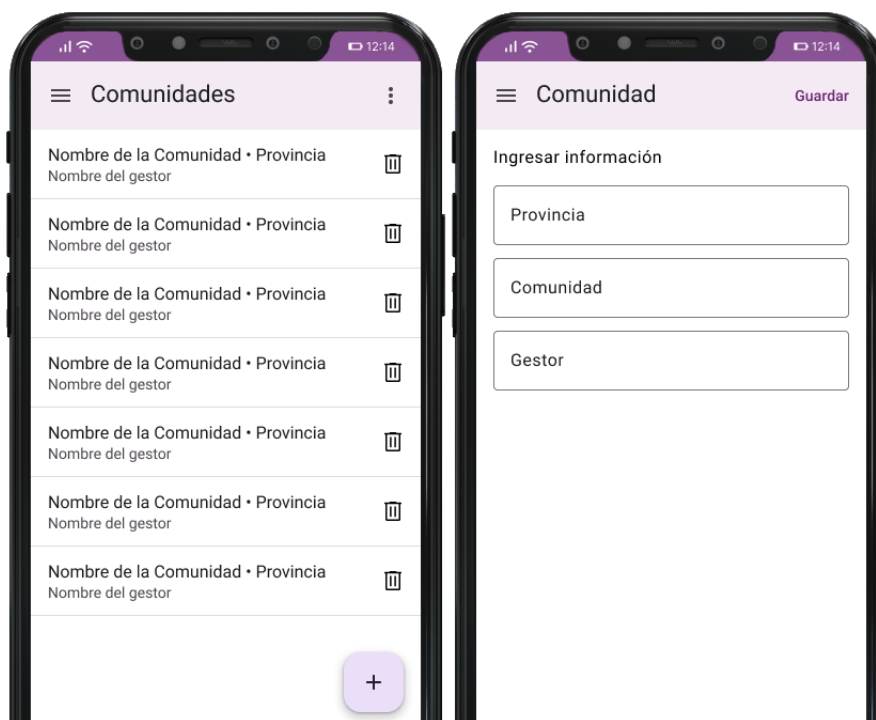 12:14
Comunidades
Nombre de la Comunidad • Provincia
Nombre del gestor
Nombre de la Comunidad • Provincia
Nombre del gestor
Nombre de la Comunidad • Provincia
Nombre del gestor
Nombre de la Comunidad • Provincia
Nombre del gestor
Nombre de la Comunidad • Provincia
Nombre del gestor
Nombre de la Comunidad • Provincia
Nombre del gestor
Nombre de la Comunidad • Provincia
Nombre del gestor
+
12:14
Comunidad
Guardar
Ingresar información
Provincia
Comunidad
Gestor